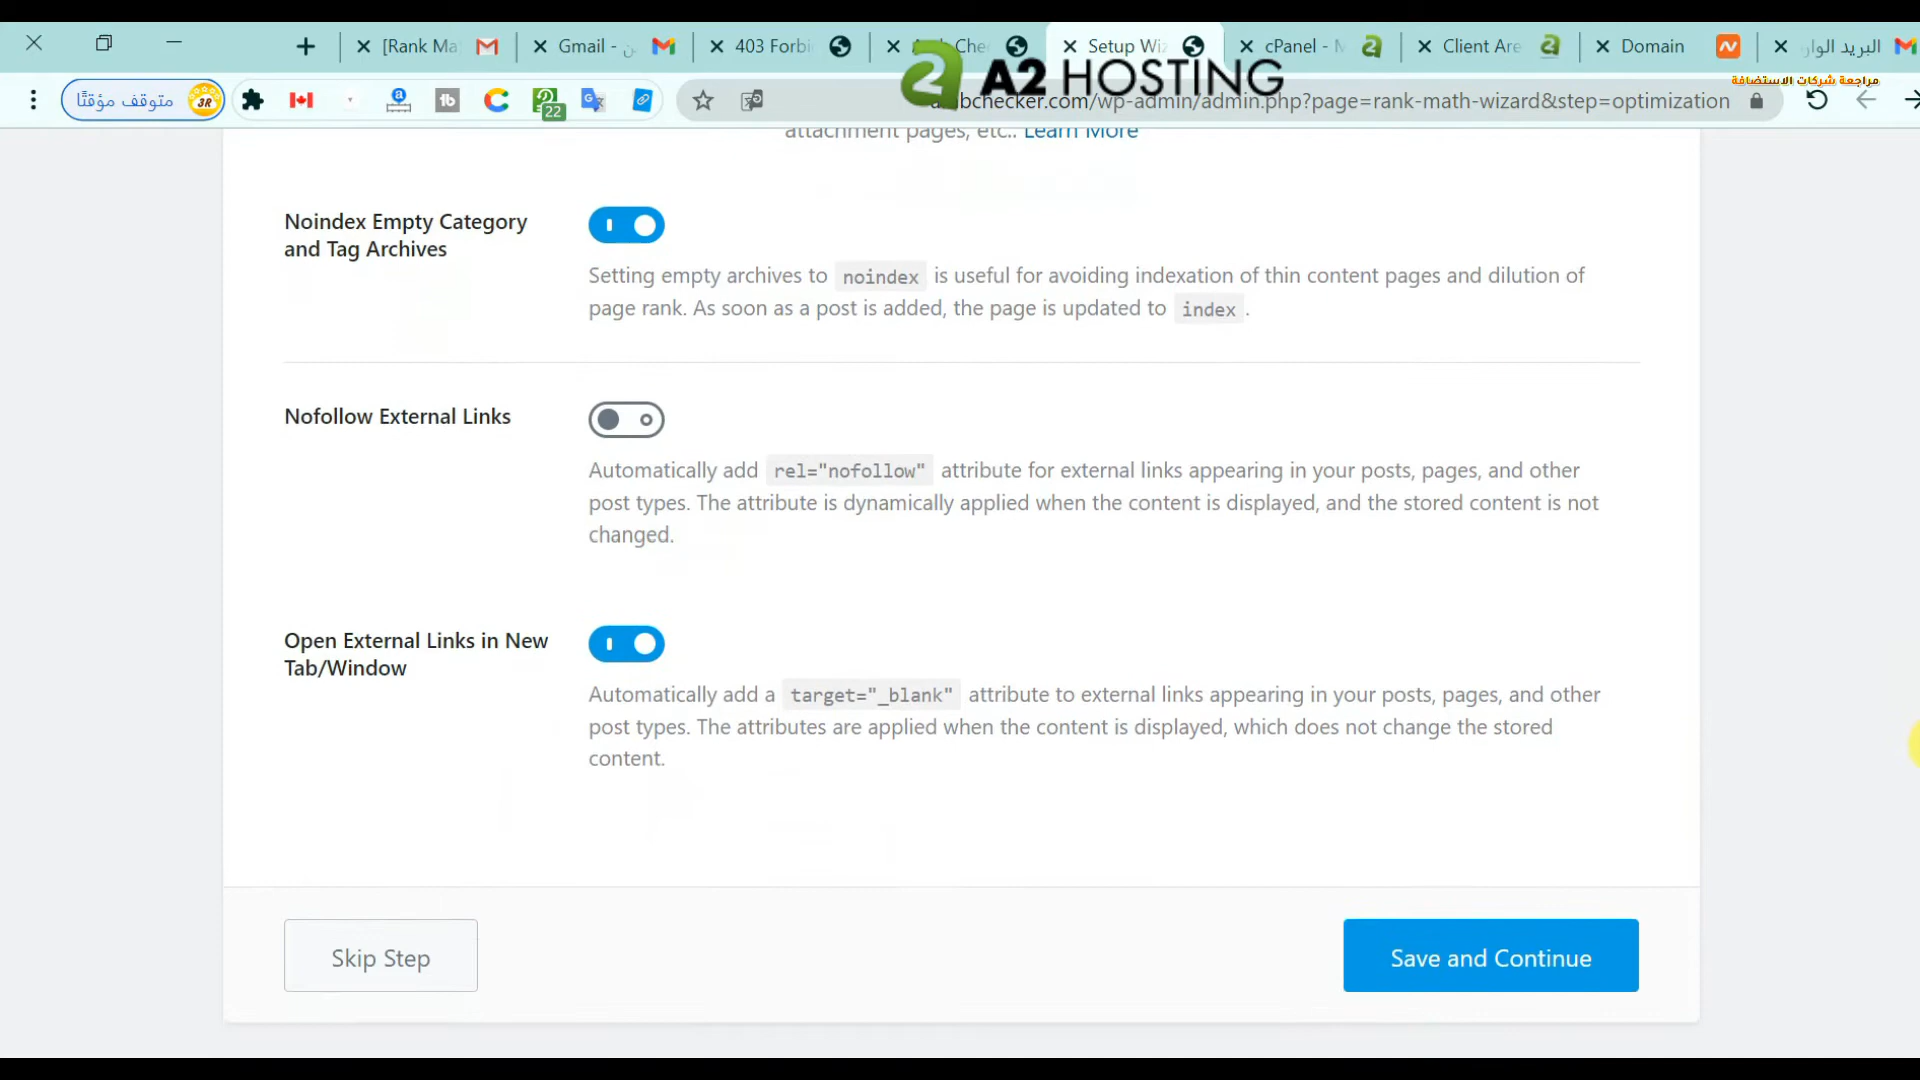 [Rank Ma
Gmail - ين
403 Forbi
Setup Wiz
cPanel - M
Client Are
Domain
البريد الوار
A2 HOSTING
مراجعة شركات الاستضافة
متوقف مؤقتًا
3R
22
bchecker.com/wp-admin/admin.php?page=rank-math-wizard&step=optimization
attachment pages, etc.. Learn More
Noindex Empty Category
and Tag Archives
Setting empty archives to noindex is useful for avoiding indexation of thin content pages and dilution of
page rank. As soon as a post is added, the page is updated to index .
Nofollow External Links
Automatically add rel="nofollow" attribute for external links appearing in your posts, pages, and other
post types. The attribute is dynamically applied when the content is displayed, and the stored content is not
changed.
Open External Links in New
Tab/Window
Automatically add a target="_blank" attribute to external links appearing in your posts, pages, and other
post types. The attributes are applied when the content is displayed, which does not change the stored
content.
Skip Step
Save and Continue